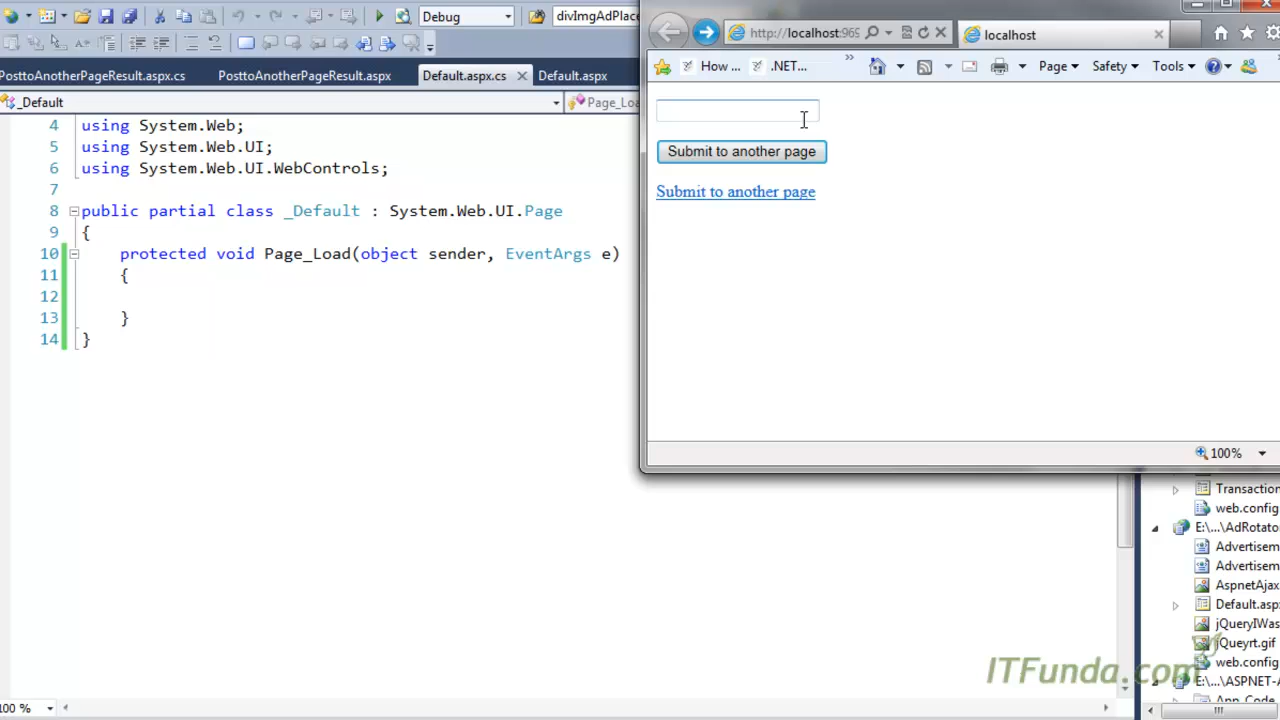 Debug
divImgAdPlace
PosttoAnotherPageResult.aspx.cs
PosttoAnotherPageResult.aspx
Default.aspx.cs
Default.aspx
_Default
Page_Loa
4 using System.Web;
5 using System.Web.UI;
6 using System.Web.UI.WebControls;
7
8 public partial class _Default : System.Web.UI.Page
9 {
10 protected void Page_Load(object sender, EventArgs e)
11 {
12
13 }
14 }
http://localhost:969
localhost
How ...
.NET...
Page
Safety
Tools
Submit to another page
Submit to another page
100%
Transaction
web.config
E:\...\AdRotator
Advertisem
Advertisem
AspnetAjax
Default.asp
jQueryIWas
jQueyrt.gif
web.config
E:\...\ASPNET-A
App_Code
ITFunda.com
100 %